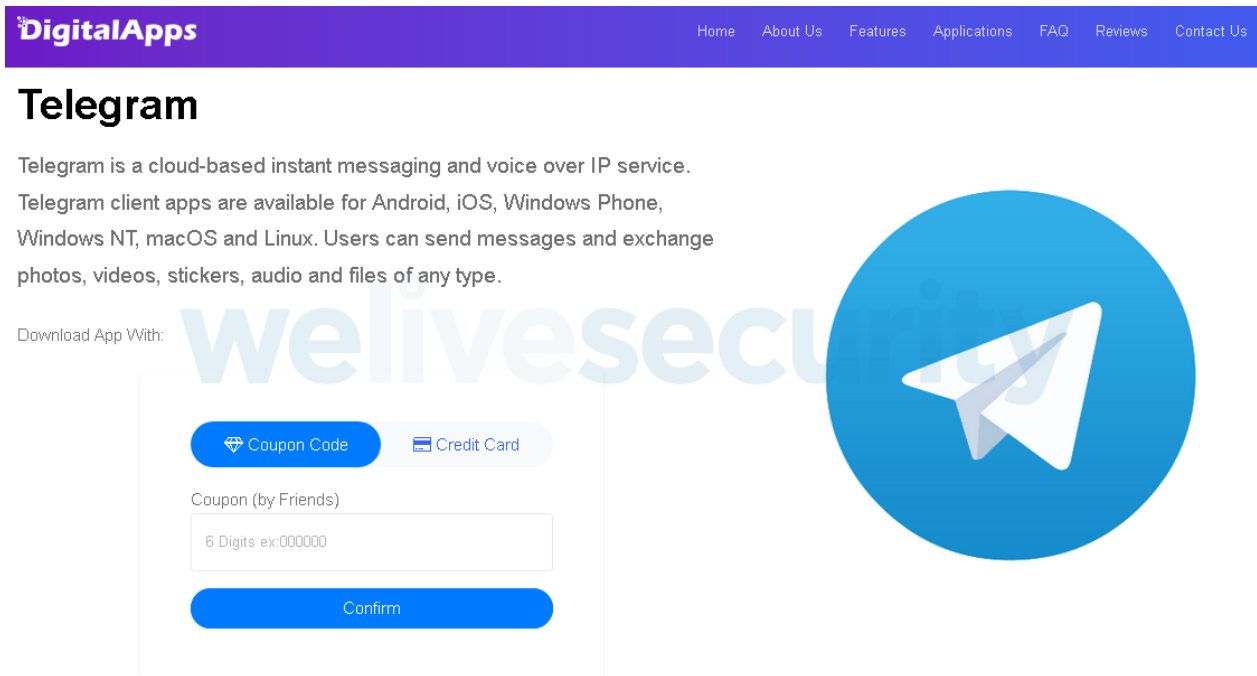 DigitalApps
Home About Us Features Applications FAQ Reviews Contact Us
Telegram
Telegram is a cloud-based instant messaging and voice over IP service.
Telegram client apps are available for Android, iOS, Windows Phone,
Windows NT, macOS and Linux. Users can send messages and exchange
photos, videos, stickers, audio and files of any type.
welivesecurity
Download App With:
Coupon Code Credit Card
Coupon (by Friends)
6 Digits ex:000000
Confirm